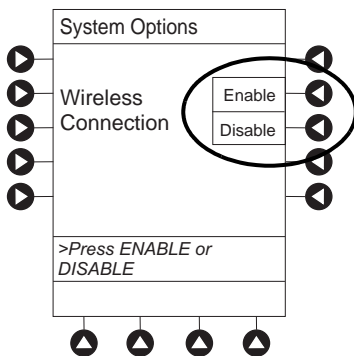 System Options
Wireless
Connection
Enable
Disable
>Press ENABLE or
DISABLE